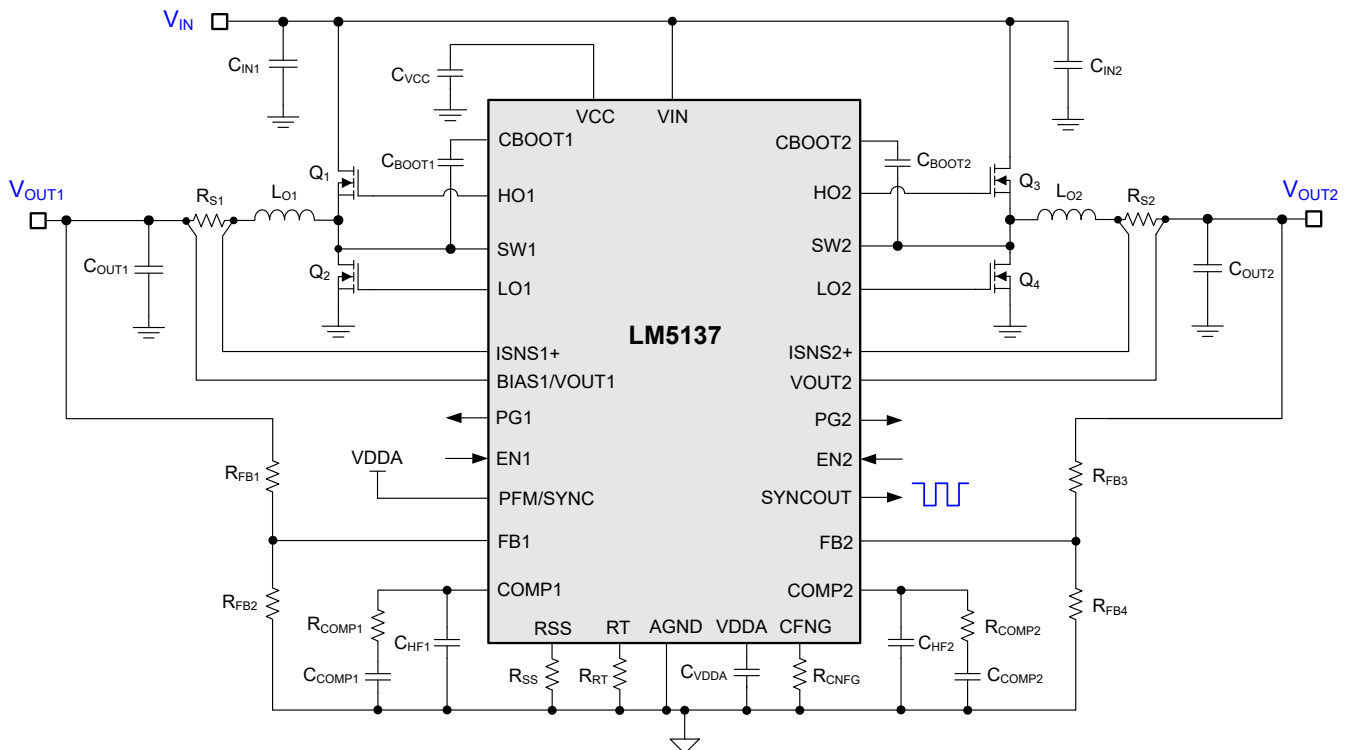 VIN
CIN1
CVCC
CIN2
VCC
VIN
CBOOT1
CBOOT2
CBOOT1
CBOOT2
Q1
HO1
HO2
Q3
VOUT1
RS1
LO1
LO2
RS2
VOUT2
SW1
SW2
COUT1
Q2
LO1
LO2
Q4
COUT2
LM5137
ISNS1+
ISNS2+
BIAS1/VOUT1
VOUT2
PG1
PG2
VDDA
EN1
EN2
RFB1
PFM/SYNC
SYNCOUT
RFB3
FB1
FB2
COMP1
COMP2
RFB2
RCOMP1
CHF1
RSS
RT
AGND
VDDA
CFNG
CHF2
RCOMP2
RFB4
CCOMP1
RSS
RRT
CVDDA
RCNFG
CCOMP2